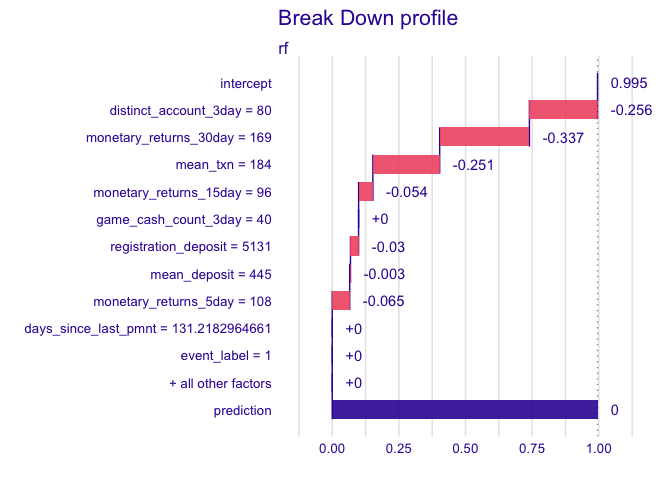 Break Down profile
rf
intercept 0.995
distinct_account_3day = 80 -0.256
monetary_returns_30day = 169 -0.337
mean_txn = 184 -0.251
monetary_returns_15day = 96 -0.054
game_cash_count_3day = 40 +0
registration_deposit = 5131 -0.03
mean_deposit = 445 -0.003
monetary_returns_5day = 108 -0.065
days_since_last_pmnt = 131.2182964661 +0
event_label = 1 +0
+ all other factors +0
prediction 0
0.00 0.25 0.50 0.75 1.00